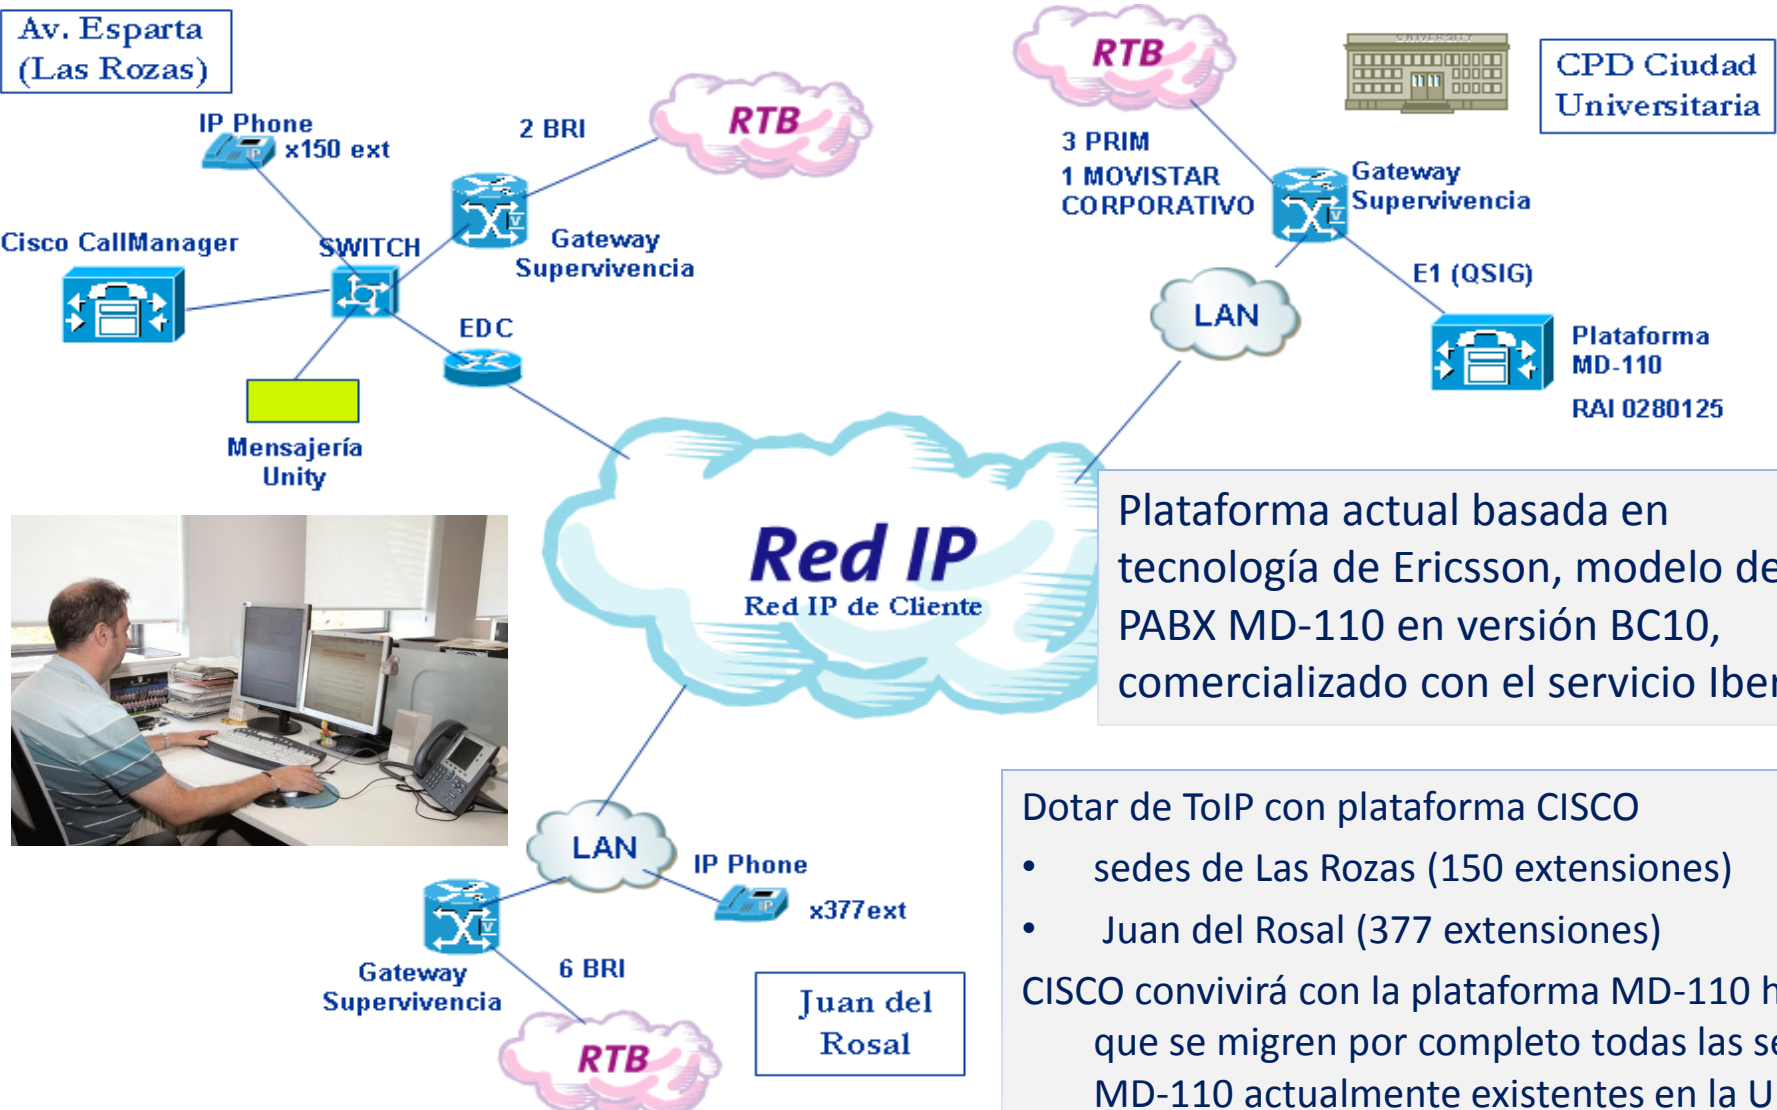 Av. Esparta
(Las Rozas)
IP Phone
x150 ext
2 BRI
RTB
Cisco CallManager
SWITCH
Gateway
Supervivencia
EDC
Mensajería
Unity
RTB
UNIVERSITY
CPD Ciudad
Universitaria
3 PRIM
1 MOVISTAR
CORPORATIVO
Gateway
Supervivencia
LAN
E1 (QSIG)
Plataforma
MD-110
RAI 0280125
Red IP
Red IP de Cliente
Plataforma actual basada en
tecnología de Ericsson, modelo de
PABX MD-110 en versión BC10,
comercializado con el servicio Iber
LAN
IP Phone
x377ext
Gateway
Supervivencia
6 BRI
RTB
Juan del
Rosal
Dotar de ToIP con plataforma CISCO
• sedes de Las Rozas (150 extensiones)
• Juan del Rosal (377 extensiones)
CISCO convivirá con la plataforma MD-110 h
que se migren por completo todas las se
MD-110 actualmente existentes en la U